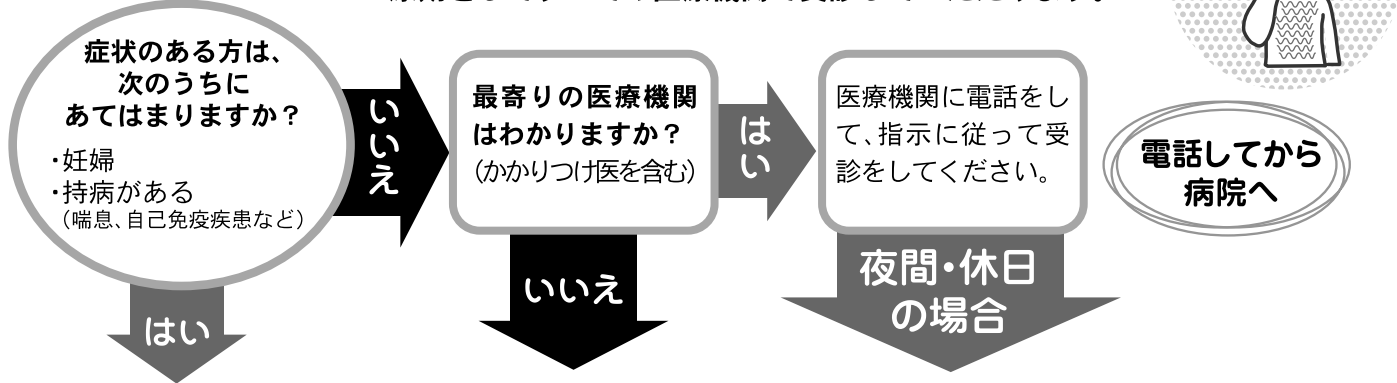 症状のある方は、
次のうちに
あてはまりますか？
・妊婦
・持病がある
（喘息、自己免疫疾患など）
いいえ
はい
最寄りの医療機関
はわかりますか？
（かかりつけ医を含む）
いいえ
はい
医療機関に電話をし
て、指示に従って受
診をしてください。
夜間・休日
の場合
電話してから
病院へ